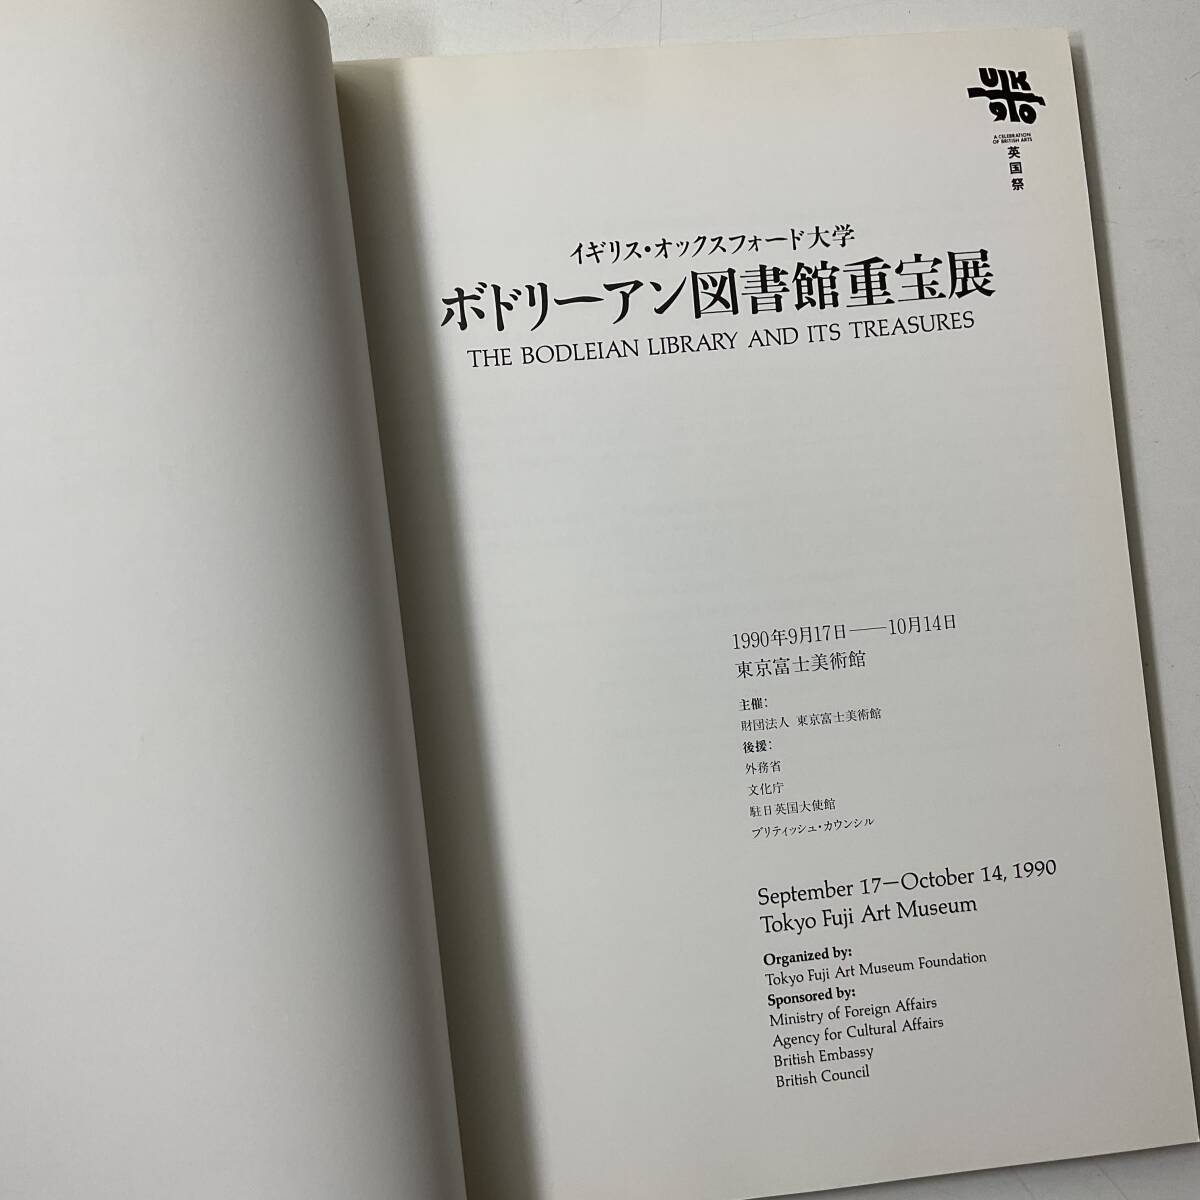 UK
90
A CELEBRATION
OF BRITISH ARTS
英国祭
イギリス・オックスフォード大学
ボドリーアン図書館重宝展
THE BODLEIAN LIBRARY AND ITS TREASURES
1990年9月17日——10月14日
東京富士美術館
主催:
財団法人 東京富士美術館
後援:
外務省
文化庁
駐日英国大使館
ブリティッシュ・カウンシル
September 17—October 14, 1990
Tokyo Fuji Art Museum
Organized by:
Tokyo Fuji Art Museum Foundation
Sponsored by:
Ministry of Foreign Affairs
Agency for Cultural Affairs
British Embassy
British Council